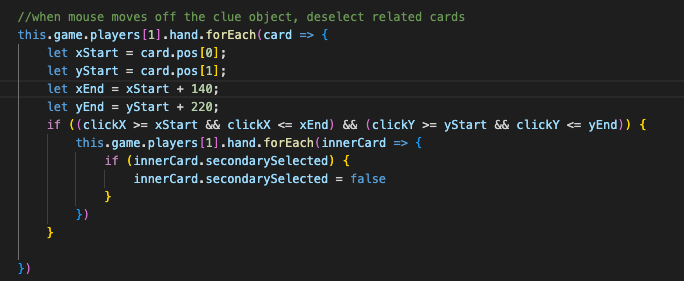 //when mouse moves off the clue object, deselect related cards
this.game.players[1].hand.forEach(card => {
    let xStart = card.pos[0];
    let yStart = card.pos[1];
    let xEnd = xStart + 140;
    let yEnd = yStart + 220;
    if ((clickX >= xStart && clickX <= xEnd) && (clickY >= yStart && clickY <= yEnd)) {
        this.game.players[1].hand.forEach(innerCard => {
            if (innerCard.secondarySelected) {
                innerCard.secondarySelected = false
            }
        })
    }

})